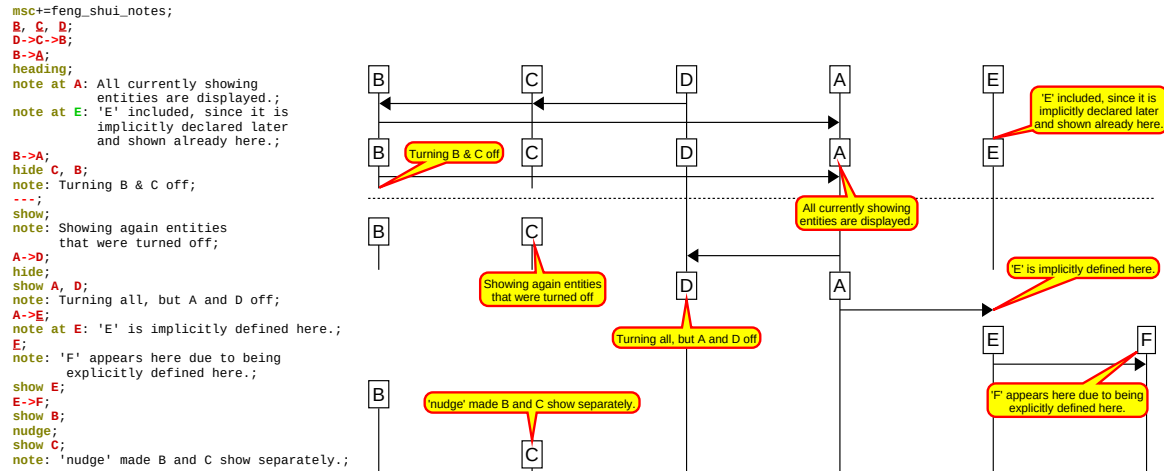 msc+=feng_shui_notes;
B, C, D;
D->C->B;
B->A;
heading;
note at A: All currently showing
entities are displayed.;
note at E: 'E' included, since it is
implicitly declared later
and shown already here.;
B->A;
hide C, B;
note: Turning B & C off;
---;
show;
note: Showing again entities
that were turned off;
A->D;
hide;
show A, D;
note: Turning all, but A and D off;
A->E;
note at E: 'E' is implicitly defined here.;
F;
note: 'F' appears here due to being
explicitly defined here.;
show E;
E->F;
show B;
nudge;
show C;
note: 'nudge' made B and C show separately.;
B C D A E
'E' included, since it is
implicitly declared later
and shown already here.
B C D A E
Turning B & C off
All currently showing
entities are displayed.
B C
Showing again entities
that were turned off
'E' is implicitly defined here.
D A
Turning all, but A and D off
E F
'F' appears here due to being
explicitly defined here.
B
'nudge' made B and C show separately.
C